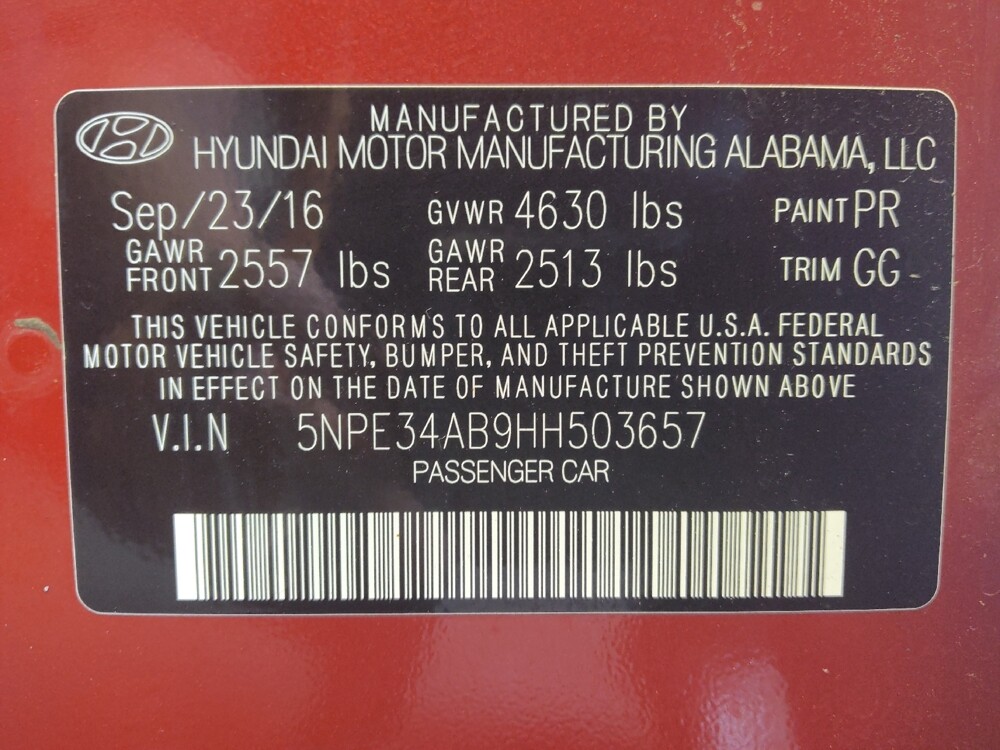 MANUFACTURED BY
HYUNDAI MOTOR MANUFACTURING ALABAMA, LLC
Sep/23/16 GVWR 4630 lbs PAINT PR
GAWR FRONT 2557 lbs GAWR REAR 2513 lbs TRIM GG
THIS VEHICLE CONFORMS TO ALL APPLICABLE U.S.A. FEDERAL
MOTOR VEHICLE SAFETY, BUMPER, AND THEFT PREVENTION STANDARDS
IN EFFECT ON THE DATE OF MANUFACTURE SHOWN ABOVE
V.I.N 5NPE34AB9HH503657
PASSENGER CAR